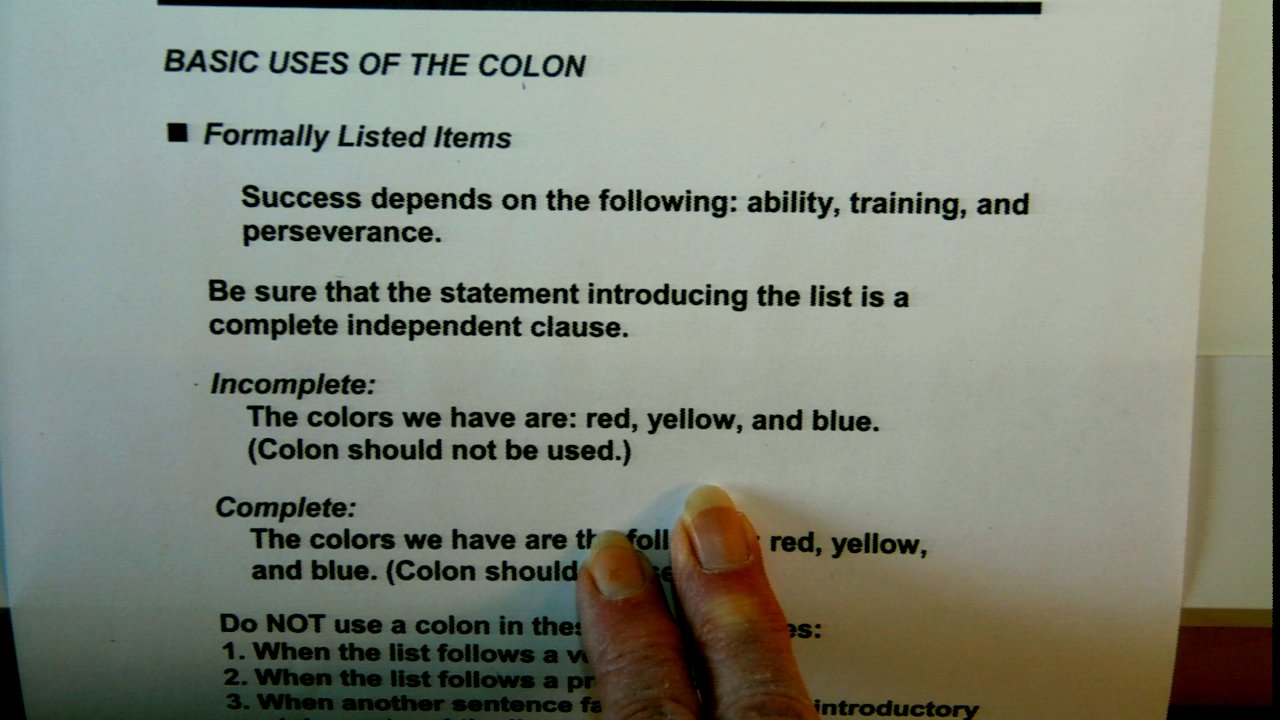 BASIC USES OF THE COLON
■ Formally Listed Items
Success depends on the following: ability, training, and
perseverance.
Be sure that the statement introducing the list is a
complete independent clause.
Incomplete:
The colors we have are: red, yellow, and blue.
(Colon should not be used.)
Complete:
The colors we have are red, yellow,
and blue. (Colon should
Do NOT use a colon in
1. When the list follows a
2. When the list follows a
3. When another sentence introductory